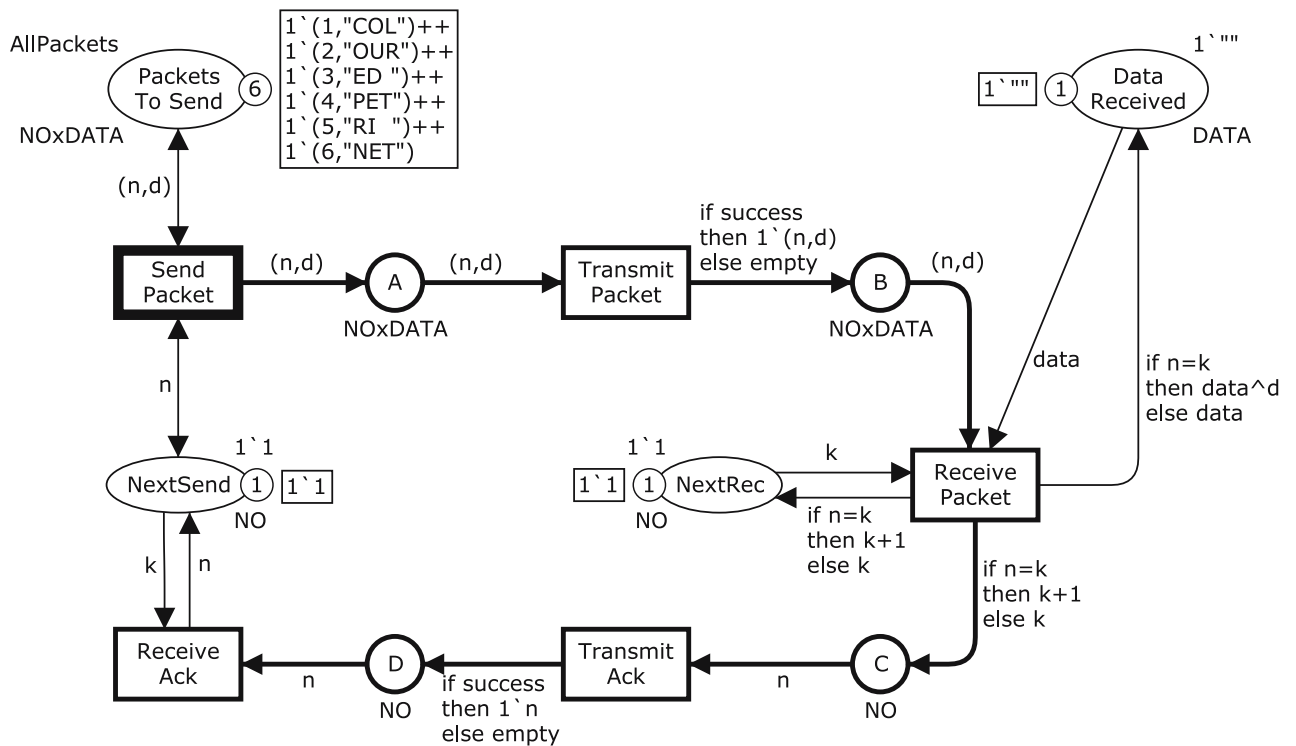 AllPackets
Packets
To Send
6
NOxDATA
1`(1,"COL")++
1`(2,"OUR")++
1`(3,"ED ")++
1`(4,"PET")++
1`(5,"RI  ")++
1`(6,"NET")
1`""
1`""
1
Data
Received
DATA
(n,d)
Send
Packet
(n,d)
A
NOxDATA
(n,d)
Transmit
Packet
if success
then 1`(n,d)
else empty
B
NOxDATA
(n,d)
n
data
if n=k
then data^d
else data
1`1
NextSend
1
1`1
NO
1`1
1`1
1
NextRec
NO
k
if n=k
then k+1
else k
Receive
Packet
k
n
if n=k
then k+1
else k
Receive
Ack
n
D
NO
if success
then 1`n
else empty
Transmit
Ack
n
C
NO